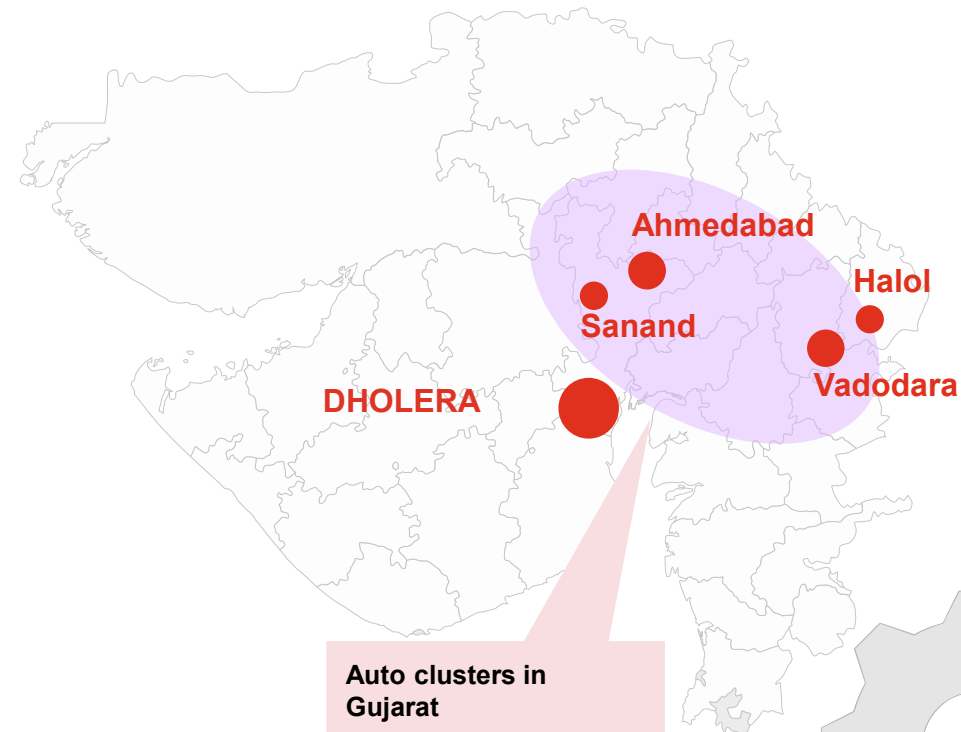 Ahmedabad
Halol
Sanand
Vadodara
DHOLERA
Auto clusters in
Gujarat